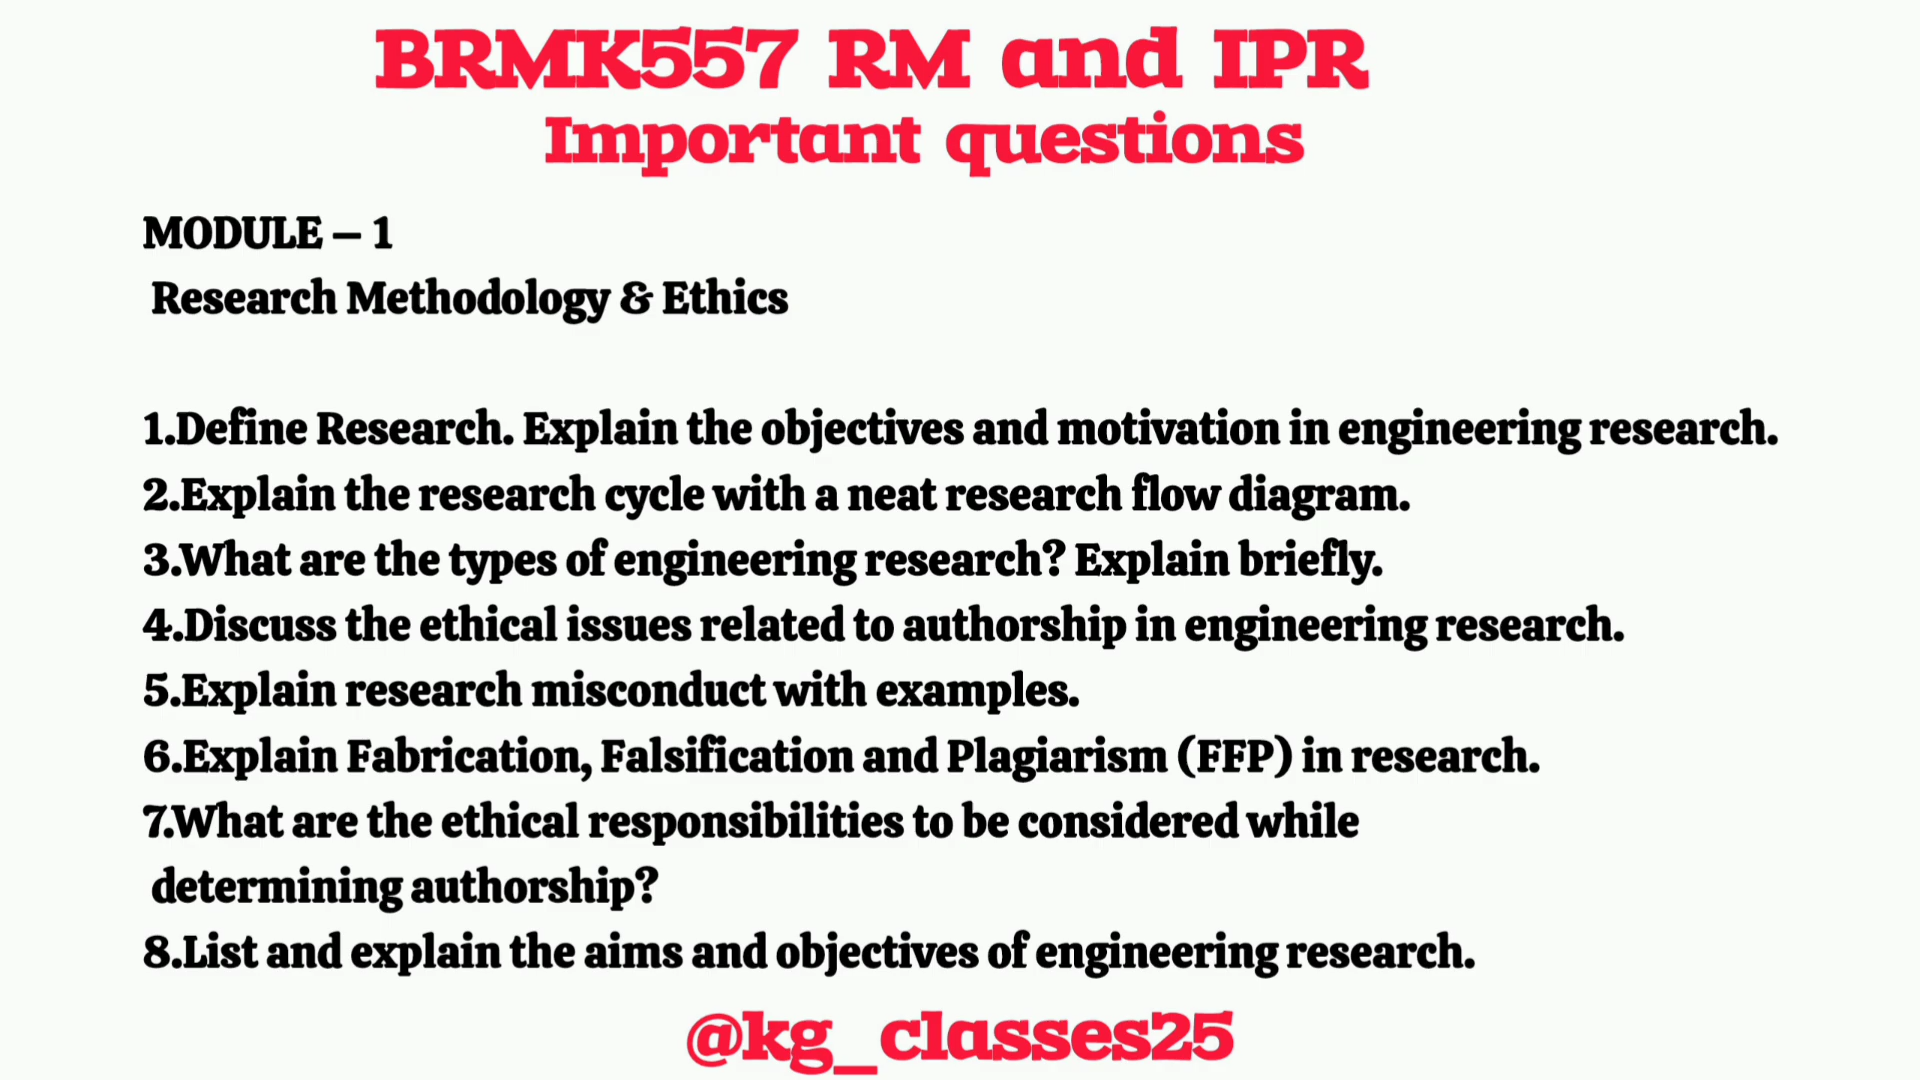 BRMK557 RM and IPR
Important questions
MODULE – 1
Research Methodology & Ethics
1.Define Research. Explain the objectives and motivation in engineering research.
2.Explain the research cycle with a neat research flow diagram.
3.What are the types of engineering research? Explain briefly.
4.Discuss the ethical issues related to authorship in engineering research.
5.Explain research misconduct with examples.
6.Explain Fabrication, Falsification and Plagiarism (FFP) in research.
7.What are the ethical responsibilities to be considered while
determining authorship?
8.List and explain the aims and objectives of engineering research.
@kg_classes25